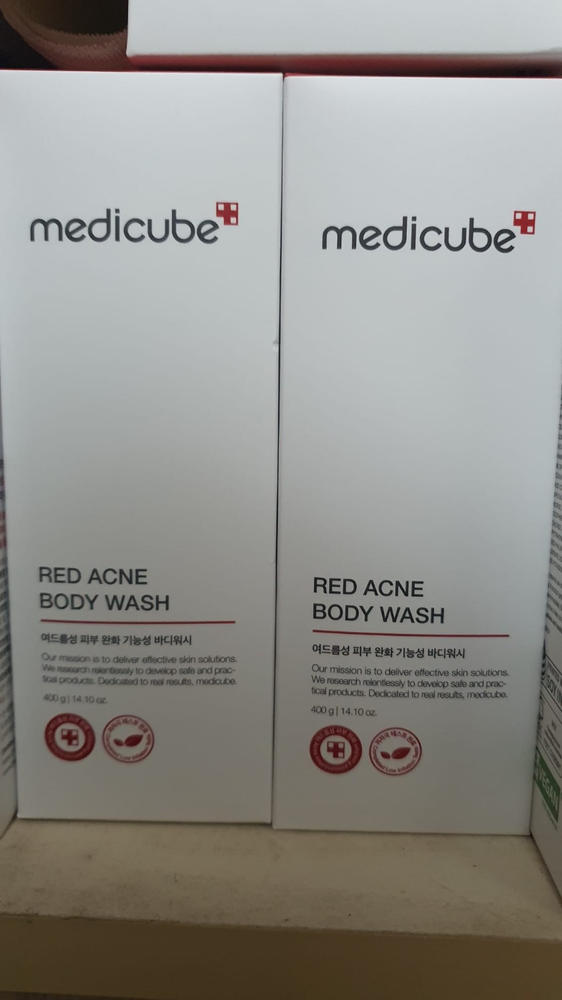 medicube
RED ACNE
BODY WASH
여드름성 피부 완화 기능성 바디워시
Our mission is to deliver effective skin solutions.
We research relentlessly to develop safe and prac-
tical products. Dedicated to real results, medicube.
400 g | 14.10 oz.
medicube
RED ACNE
BODY WASH
여드름성 피부 완화 기능성 바디워시
Our mission is to deliver effective skin solutions.
We research relentlessly to develop safe and prac-
tical products. Dedicated to real results, medicube.
400 g | 14.10 oz.
VEGAN